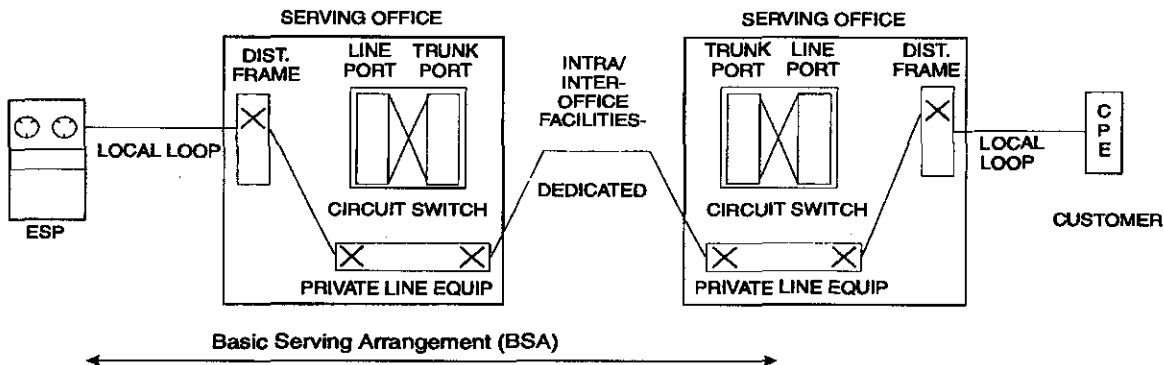 SERVING OFFICE
SERVING OFFICE
DIST.
FRAME
LINE
PORT
TRUNK
PORT
INTRA/
INTER-
OFFICE
FACILITIES-
TRUNK
PORT
LINE
PORT
DIST.
FRAME
C
P
E
LOCAL LOOP
LOCAL
LOOP
DEDICATED
CIRCUIT SWITCH
CIRCUIT SWITCH
ESP
CUSTOMER
PRIVATE LINE EQUIP
PRIVATE LINE EQUIP
Basic Serving Arrangement (BSA)